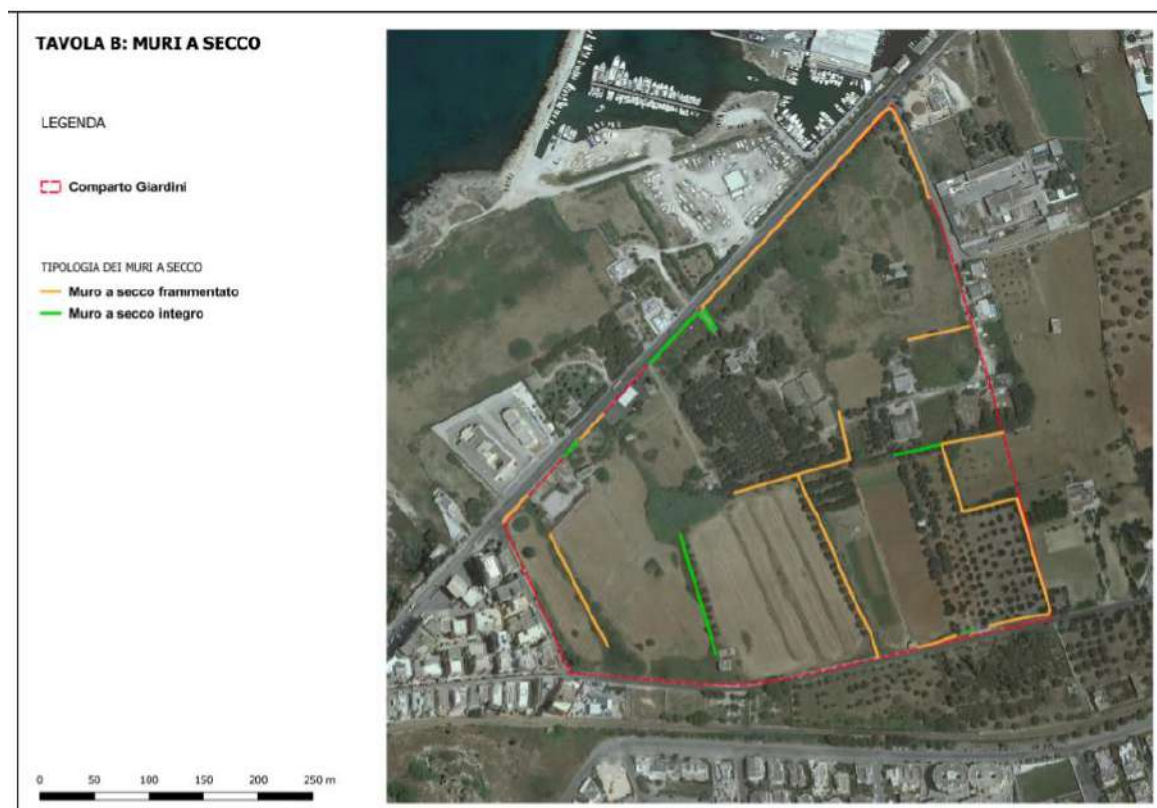 TAVOLA B: MURI A SECCO
LEGENDA
Comparto Giardini
TIPOLOGIA DEI MURI A SECCO
Muro a secco frammentato
Muro a secco integro
0 50 100 150 200 250 m